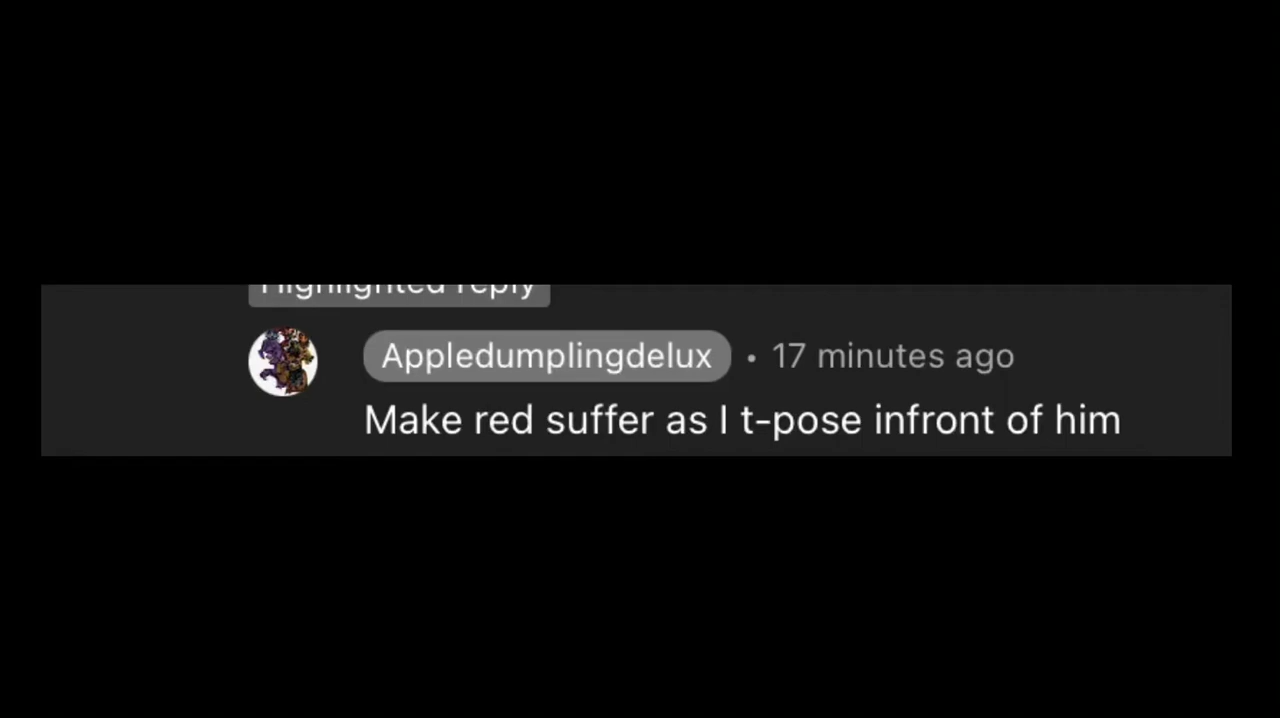 Highlighted reply
Appledumplingdelux • 17 minutes ago
Make red suffer as I t-pose infront of him